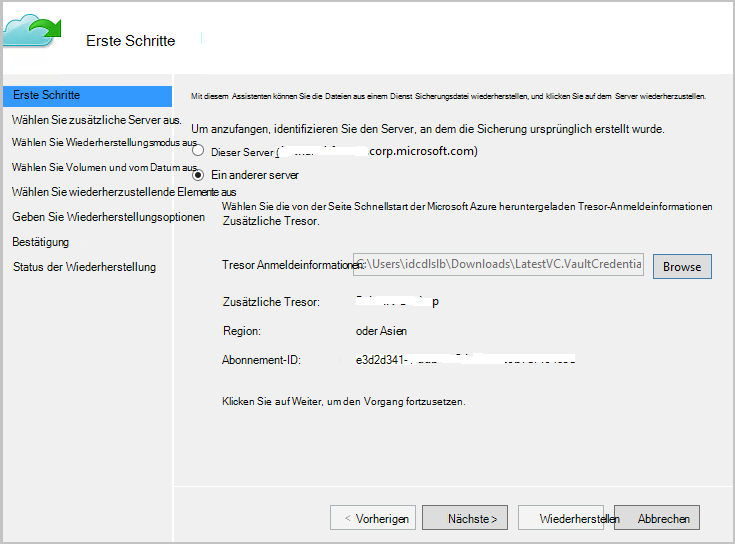 Erste Schritte
Erste Schritte
Wählen Sie zusätzliche Server aus.
Wählen Sie Wiederherstellungsmodus aus
Wählen Sie Volumen und vom Datum aus
Wählen Sie wiederherzustellende Elemente aus
Geben Sie Wiederherstellungsoptionen
Bestätigung
Status der Wiederherstellung
Mit diesem Assistenten können Sie die Dateien aus einem Dienst Sicherungsdatei wiederherstellen, und klicken Sie auf dem Server wiederherzustellen.
Um anzufangen, identifizieren Sie den Server, an dem die Sicherung ursprünglich erstellt wurde.
Dieser Server ( corp.microsoft.com)
Ein anderer server
Wählen Sie die von der Seite Schnellstart der Microsoft Azure heruntergeladen Tresor-Anmeldeinformationen
Zusätzliche Tresor.
Tresor Anmeldeinformationen: C:\Users\idcdlslb\Downloads\LatestVC.VaultCredentia
Browse
Zusätzliche Tresor: p
Region: oder Asien
Abonnement-ID: e3d2d341-
Klicken Sie auf Weiter, um den Vorgang fortzusetzen.
< Vorherigen
Nächste >
Wiederherstellen
Abbrechen